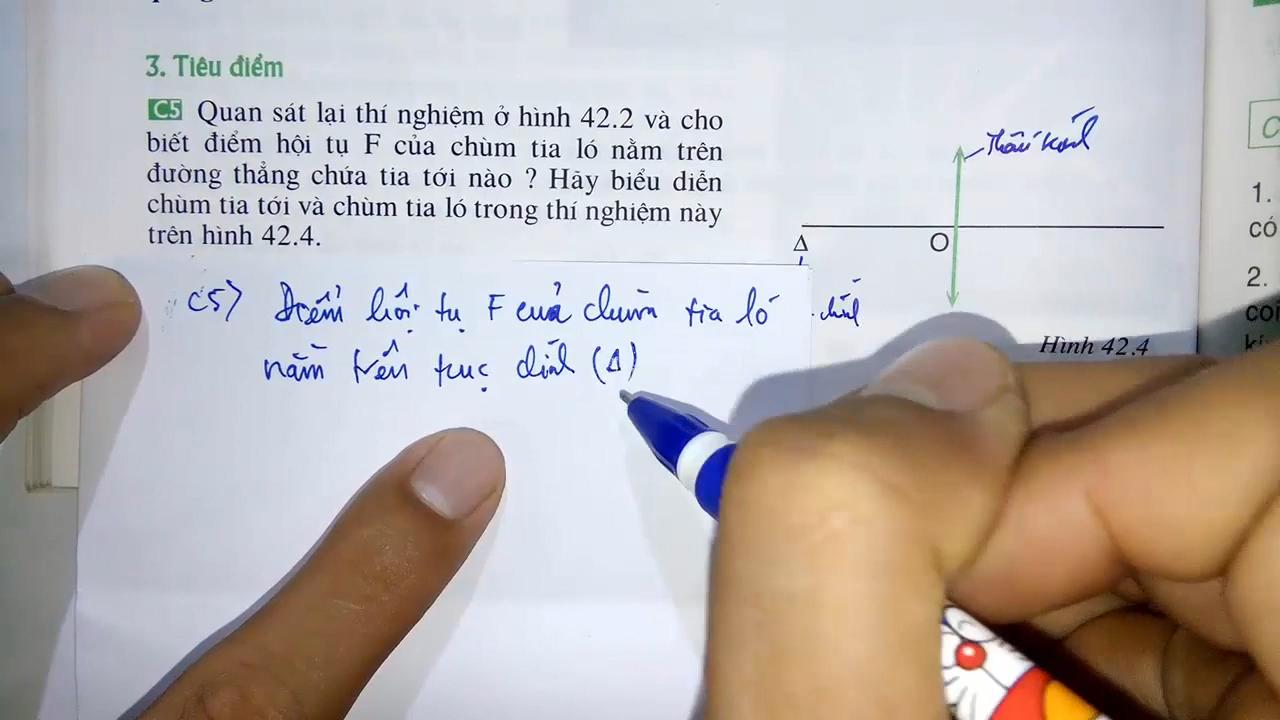 3. Tiêu điểm
C5 Quan sát lại thí nghiệm ở hình 42.2 và cho
biết điểm hội tụ F của chùm tia ló nằm trên
đường thẳng chứa tia tới nào ? Hãy biểu diễn
chùm tia tới và chùm tia ló trong thí nghiệm này
trên hình 42.4.
C5) Điểm hội tụ F của chùm tia ló
nằm trên trục chính (Δ)
Thấu kính
Δ
O
chính
Hình 42.4
1.
có
2.